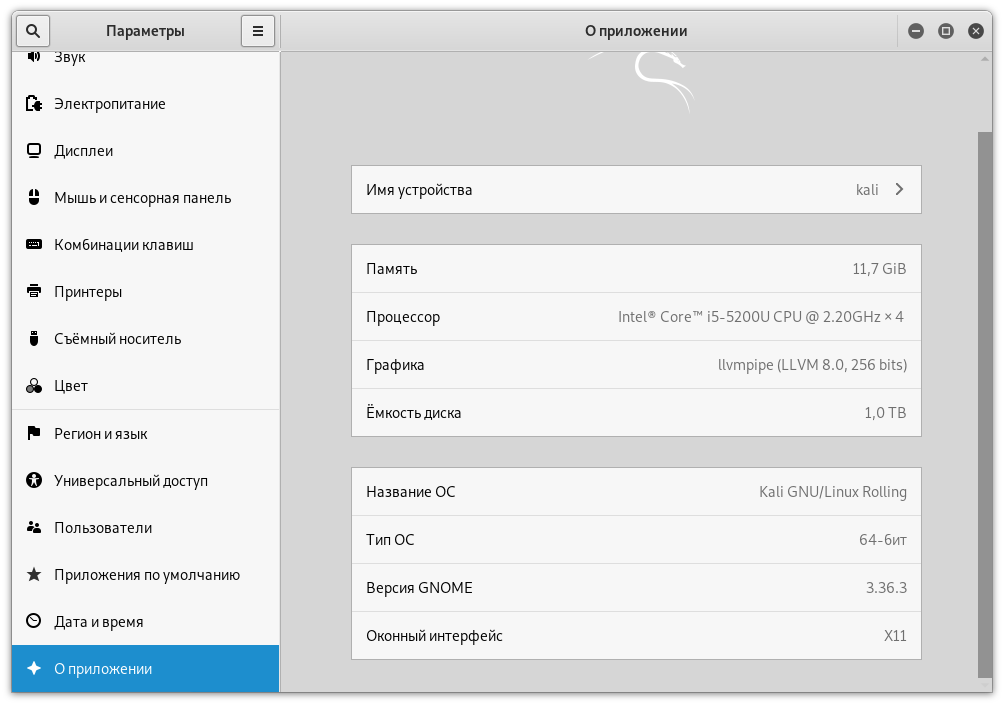 Параметры
О приложении
Звук
Электропитание
Дисплеи
Мышь и сенсорная панель
Комбинации клавиш
Принтеры
Съёмный носитель
Цвет
Регион и язык
Универсальный доступ
Пользователи
Приложения по умолчанию
Дата и время
О приложении
Имя устройства kali
Память 11,7 GiB
Процессор Intel® Core™ i5-5200U CPU @ 2.20GHz × 4
Графика llvmpipe (LLVM 8.0, 256 bits)
Ёмкость диска 1,0 TB
Название ОС Kali GNU/Linux Rolling
Тип ОС 64-бит
Версия GNOME 3.36.3
Оконный интерфейс X11